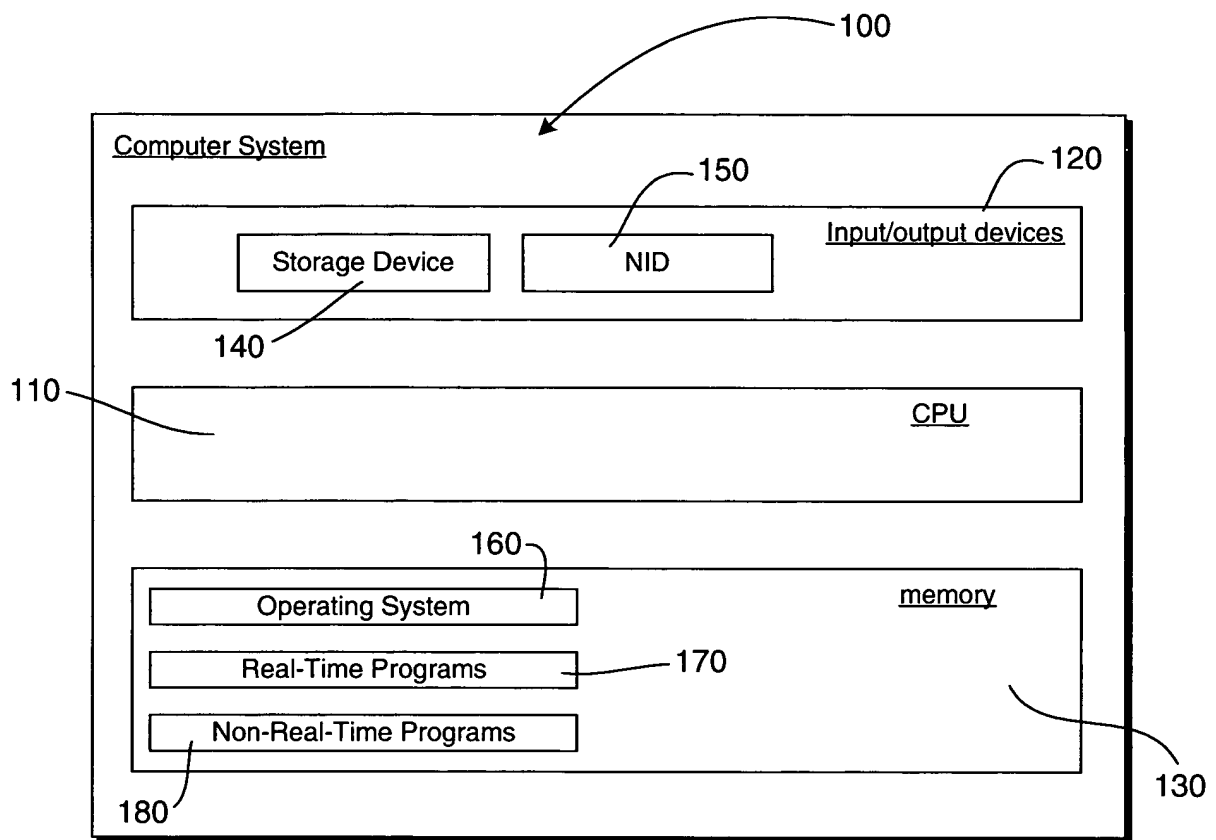 100
Computer System
150
120
Input/output devices
Storage Device
NID
140
110
CPU
160
Operating System
memory
Real-Time Programs
170
Non-Real-Time Programs
180
130